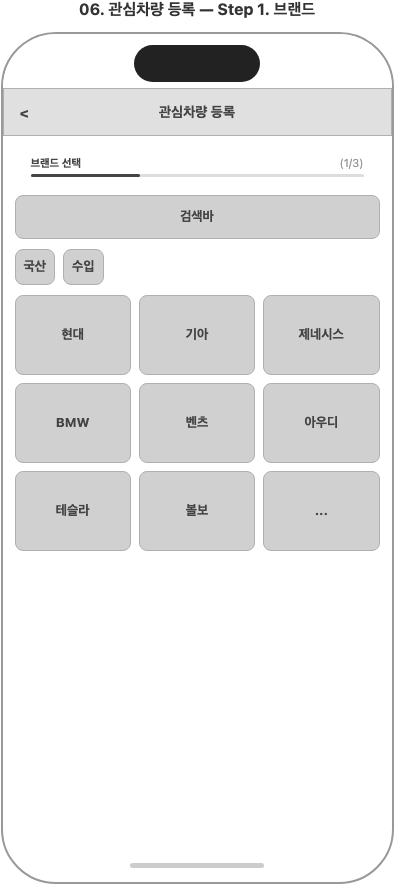 06. 관심차량 등록 — Step 1. 브랜드
< 관심차량 등록
브랜드 선택 (1/3)
검색바
국산 수입
현대 기아 제네시스
BMW 벤츠 아우디
테슬라 볼보 ...